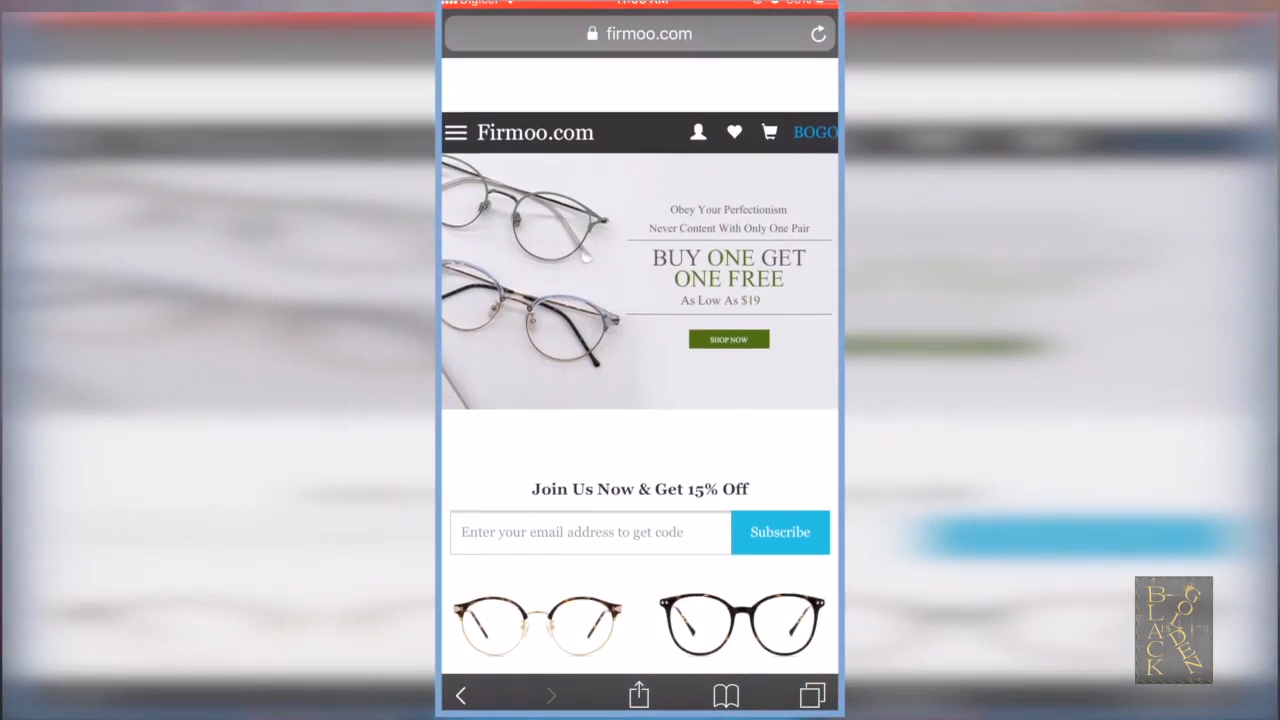 firmoo.com
Firmoo.com
BOGO
Obey Your Perfectionism
Never Content With Only One Pair
BUY ONE GET
ONE FREE
As Low As $19
SHOP NOW
Join Us Now & Get 15% Off
Enter your email address to get code
Subscribe
BLACK
GOLDEN